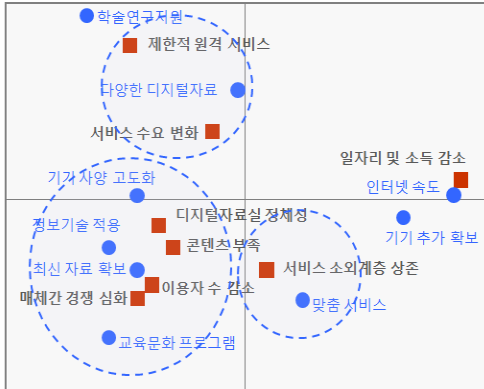 학술연구지원
제한적 원격 서비스
다양한 디지털자료
서비스 수요 변화
일자리 및 소득 감소
기기 사양 고도화
인터넷 속도
디지털자료실 정체성
정보기술 적용
기기 추가 확보
콘텐츠 부족
최신 자료 확보
서비스 소외계층 상존
이용자 수 감소
매체간 경쟁 심화
맞춤 서비스
교육문화 프로그램